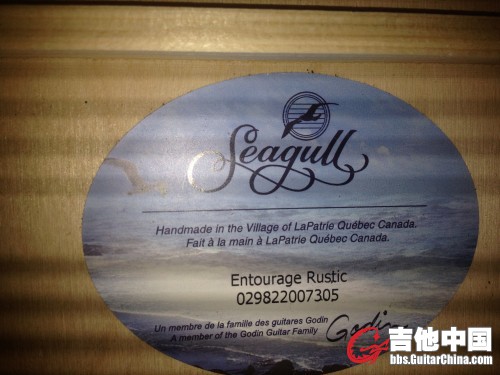 Seagull
Handmade in the Village of LaPatrie Québec Canada.
Fait à la main à LaPatrie Québec Canada.
Entourage Rustic
029822007305
Un membre de la famille des guitares Godin
A member of the Godin Guitar Family
Godin
吉他中国
bbs.GuitarChina.com